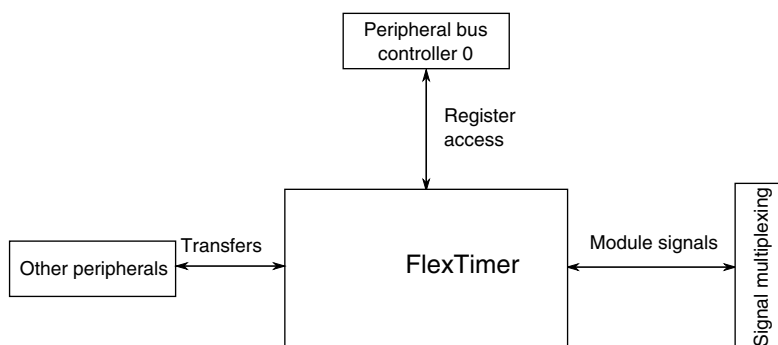 Peripheral bus
controller 0
Register
access
Transfers
Other peripherals
FlexTimer
Module signals
Signal multiplexing